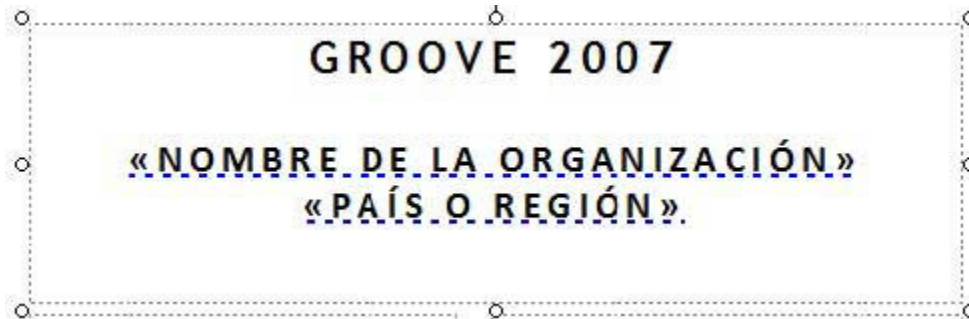 GROOVE 2007
«NOMBRE DE LA ORGANIZACIÓN»
«PAÍS O REGIÓN»